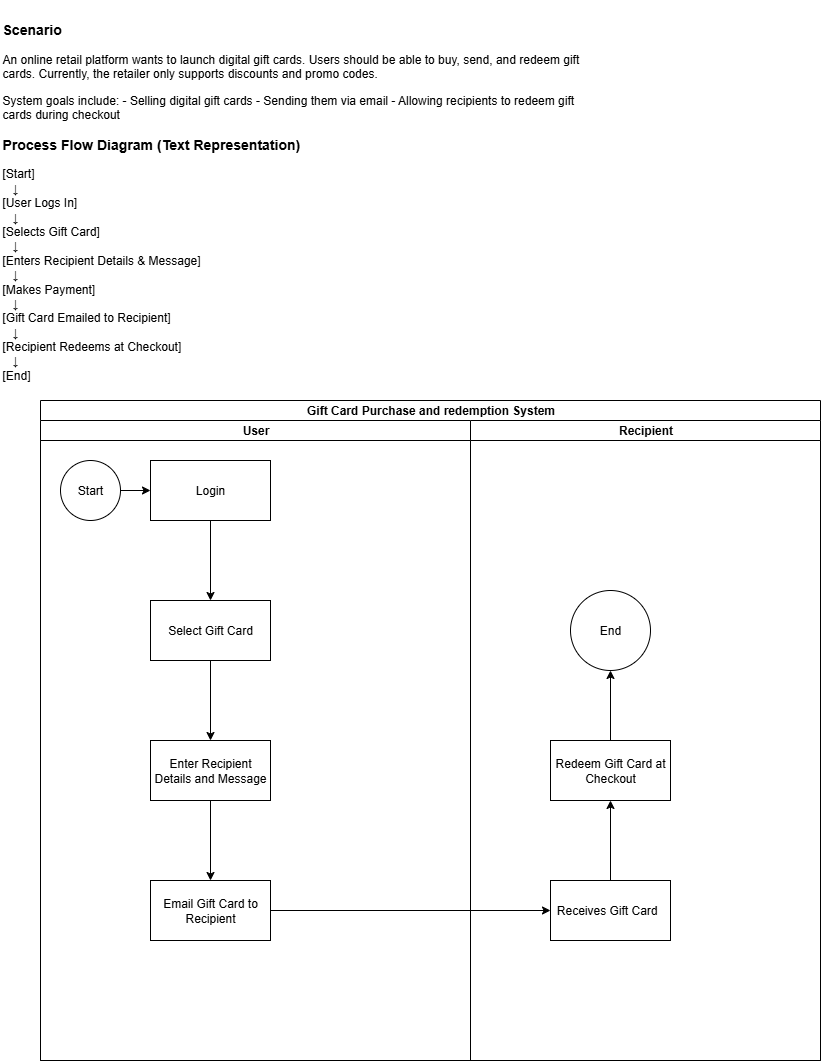 Scenario
An online retail platform wants to launch digital gift cards. Users should be able to buy, send, and redeem gift
cards. Currently, the retailer only supports discounts and promo codes.
System goals include: - Selling digital gift cards - Sending them via email - Allowing recipients to redeem gift
cards during checkout
Process Flow Diagram (Text Representation)
[Start]
↓
[User Logs In]
↓
[Selects Gift Card]
↓
[Enters Recipient Details & Message]
↓
[Makes Payment]
↓
[Gift Card Emailed to Recipient]
↓
[Recipient Redeems at Checkout]
↓
[End]
Gift Card Purchase and redemption System
User
Recipient
Start
Login
Select Gift Card
End
Enter Recipient
Details and Message
Redeem Gift Card at
Checkout
Email Gift Card to
Recipient
Receives Gift Card